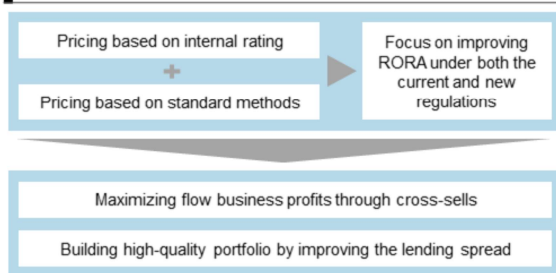 Pricing based on internal rating
+
Pricing based on standard methods
Focus on improving
RORA under both the
current and new
regulations
Maximizing flow business profits through cross-sells
Building high-quality portfolio by improving the lending spread